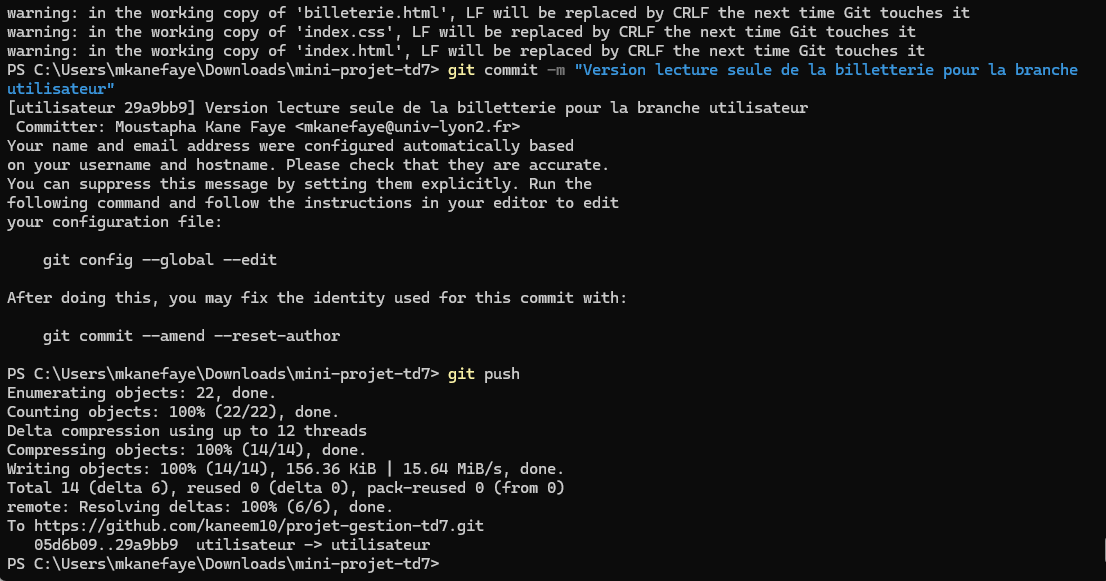 warning: in the working copy of 'billeterie.html', LF will be replaced by CRLF the next time Git touches it
warning: in the working copy of 'index.css', LF will be replaced by CRLF the next time Git touches it
warning: in the working copy of 'index.html', LF will be replaced by CRLF the next time Git touches it
PS C:\Users\mkanefaye\Downloads\mini-projet-td7> git commit -m "Version lecture seule de la billetterie pour la branche
utilisateur"
[utilisateur 29a9bb9] Version lecture seule de la billetterie pour la branche utilisateur
 Committer: Moustapha Kane Faye <mkanefaye@univ-lyon2.fr>
Your name and email address were configured automatically based
on your username and hostname. Please check that they are accurate.
You can suppress this message by setting them explicitly. Run the
following command and follow the instructions in your editor to edit
your configuration file:

    git config --global --edit

After doing this, you may fix the identity used for this commit with:

    git commit --amend --reset-author

PS C:\Users\mkanefaye\Downloads\mini-projet-td7> git push
Enumerating objects: 22, done.
Counting objects: 100% (22/22), done.
Delta compression using up to 12 threads
Compressing objects: 100% (14/14), done.
Writing objects: 100% (14/14), 156.36 KiB | 15.64 MiB/s, done.
Total 14 (delta 6), reused 0 (delta 0), pack-reused 0 (from 0)
remote: Resolving deltas: 100% (6/6), done.
To https://github.com/kaneem10/projet-gestion-td7.git
   05d6b09..29a9bb9  utilisateur -> utilisateur
PS C:\Users\mkanefaye\Downloads\mini-projet-td7>